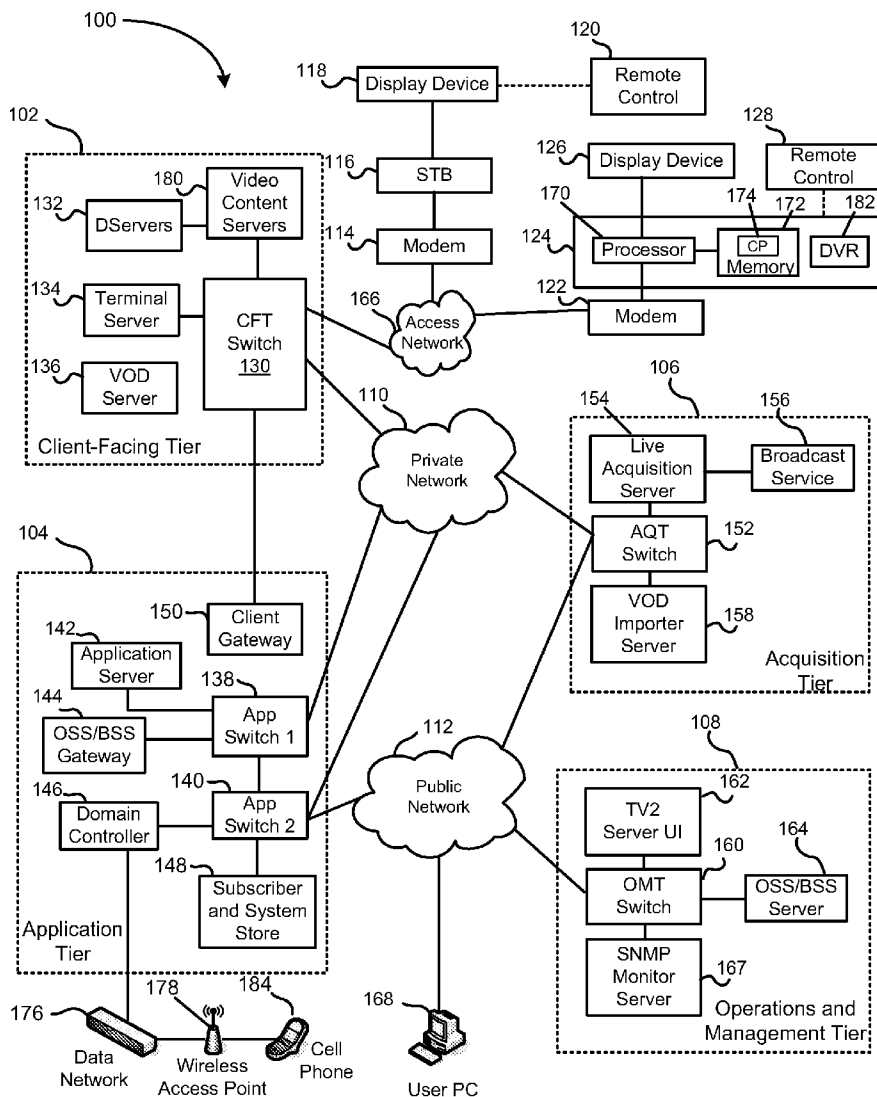 100
120
118
Display Device
Remote
Control
102
128
116
126
180
STB
Display Device
Remote
Control
132
Video
Content
Servers
170
174
172
182
DServers
114
124
Processor
CP
Memory
DVR
Modem
134
122
Terminal
Server
CFT
Switch
130
166
Access
Network
Modem
136
VOD
Server
106
110
154
156
Client-Facing Tier
Live
Acquisition
Server
Broadcast
Service
Private
Network
104
AQT
Switch
152
150
Client
Gateway
VOD
Importer
Server
158
142
Application
Server
138
Acquisition
Tier
144
App
Switch 1
OSS/BSS
Gateway
112
108
140
146
Public
Network
162
Domain
Controller
App
Switch 2
TV2
Server UI
160
164
148
Subscriber
and System
Store
OMT
Switch
OSS/BSS
Server
Application
Tier
SNMP
Monitor
Server
167
178
184
168
176
Operations and
Management Tier
Data
Network
Wireless
Access Point
Cell
Phone
User PC